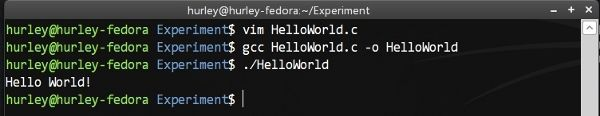 hurley@hurley-fedora:~/Experiment
hurley@hurley-fedora Experiment$ vim HelloWorld.c
hurley@hurley-fedora Experiment$ gcc HelloWorld.c -o HelloWorld
hurley@hurley-fedora Experiment$ ./HelloWorld
Hello World!
hurley@hurley-fedora Experiment$